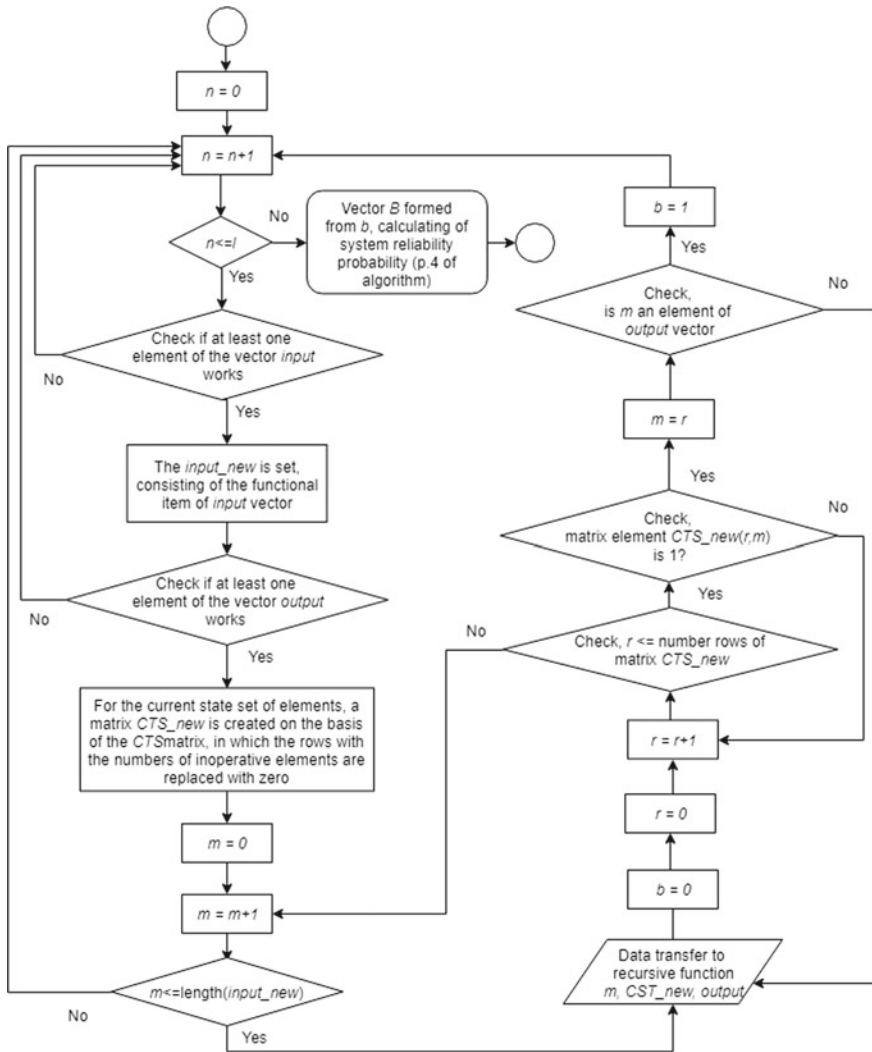 n = 0
n = n+1
n<=l
No
Yes
Vector B formed
from b, calculating of
system reliability
probability (p.4 of
algorithm)
Check if at least one
element of the vector input
works
No
Yes
The input_new is set,
consisting of the functional
item of input vector
Check if at least one
element of the vector output
works
No
Yes
For the current state set of elements, a
matrix CTS_new is created on the basis
of the CTSmatrix, in which the rows with
the numbers of inoperative elements are
replaced with zero
m = 0
m = m+1
m<=length(input_new)
No
Yes
b = 1
Yes
No
Check,
is m an element of
output vector
m = r
Yes
No
Check,
matrix element CTS_new(r,m)
is 1?
Yes
No
Check, r <= number rows of
matrix CTS_new
r = r+1
r = 0
b = 0
Data transfer to
recursive function
m, CST_new, output